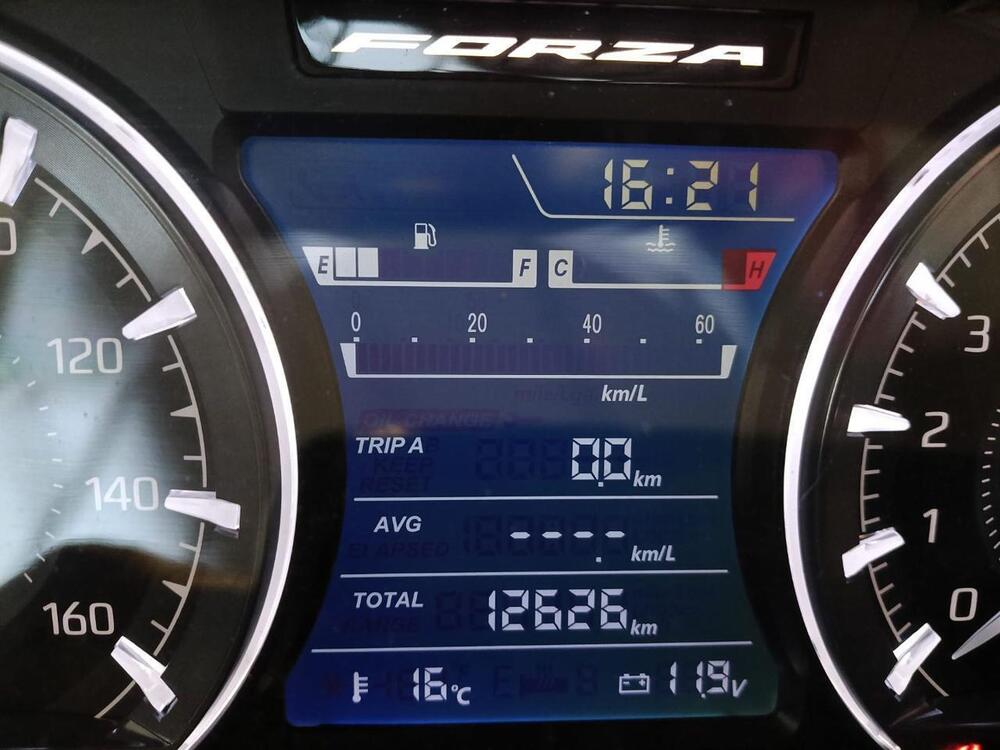 FORZA
16:21
E F C H
0 20 40 60
km/L
TRIP A 0.0 km
AVG ----.- km/L
TOTAL 12626 km
16 °C 11.9 V
120
140
160
3
2
1
0